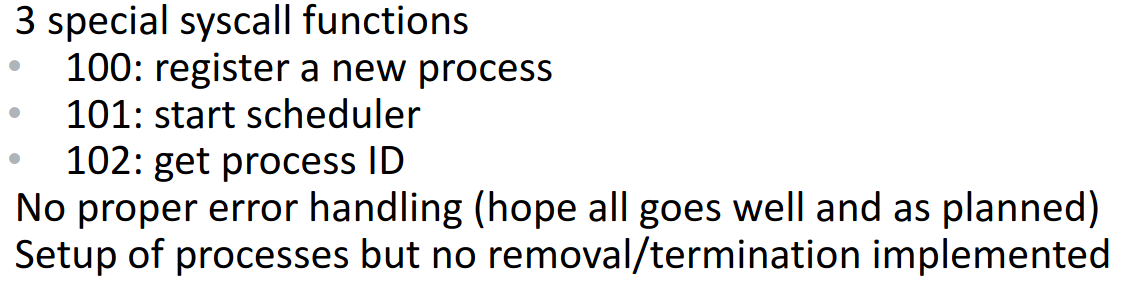 3 special syscall functions
• 100: register a new process
• 101: start scheduler
• 102: get process ID
No proper error handling (hope all goes well and as planned)
Setup of processes but no removal/termination implemented